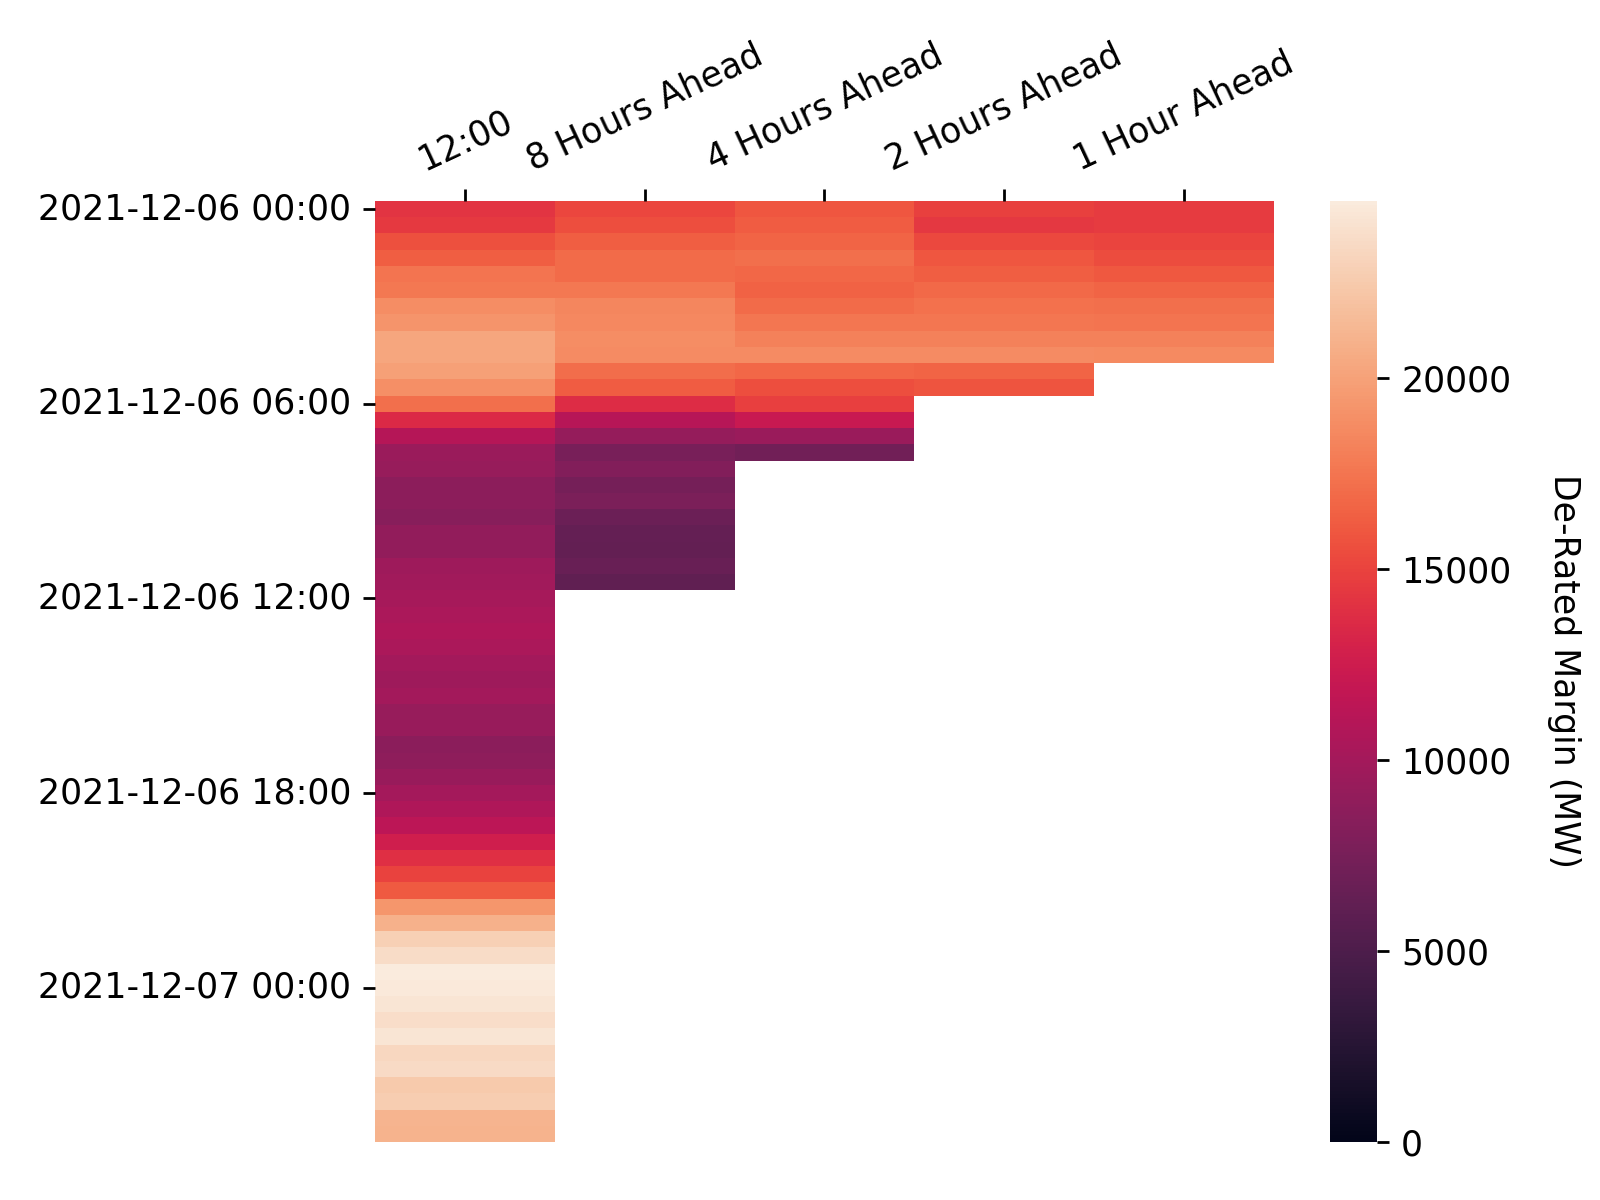 12:00
8 Hours Ahead
4 Hours Ahead
2 Hours Ahead
1 Hour Ahead
2021-12-06 00:00
2021-12-06 06:00
2021-12-06 12:00
2021-12-06 18:00
2021-12-07 00:00
20000
15000
10000
5000
0
De-Rated Margin (MW)